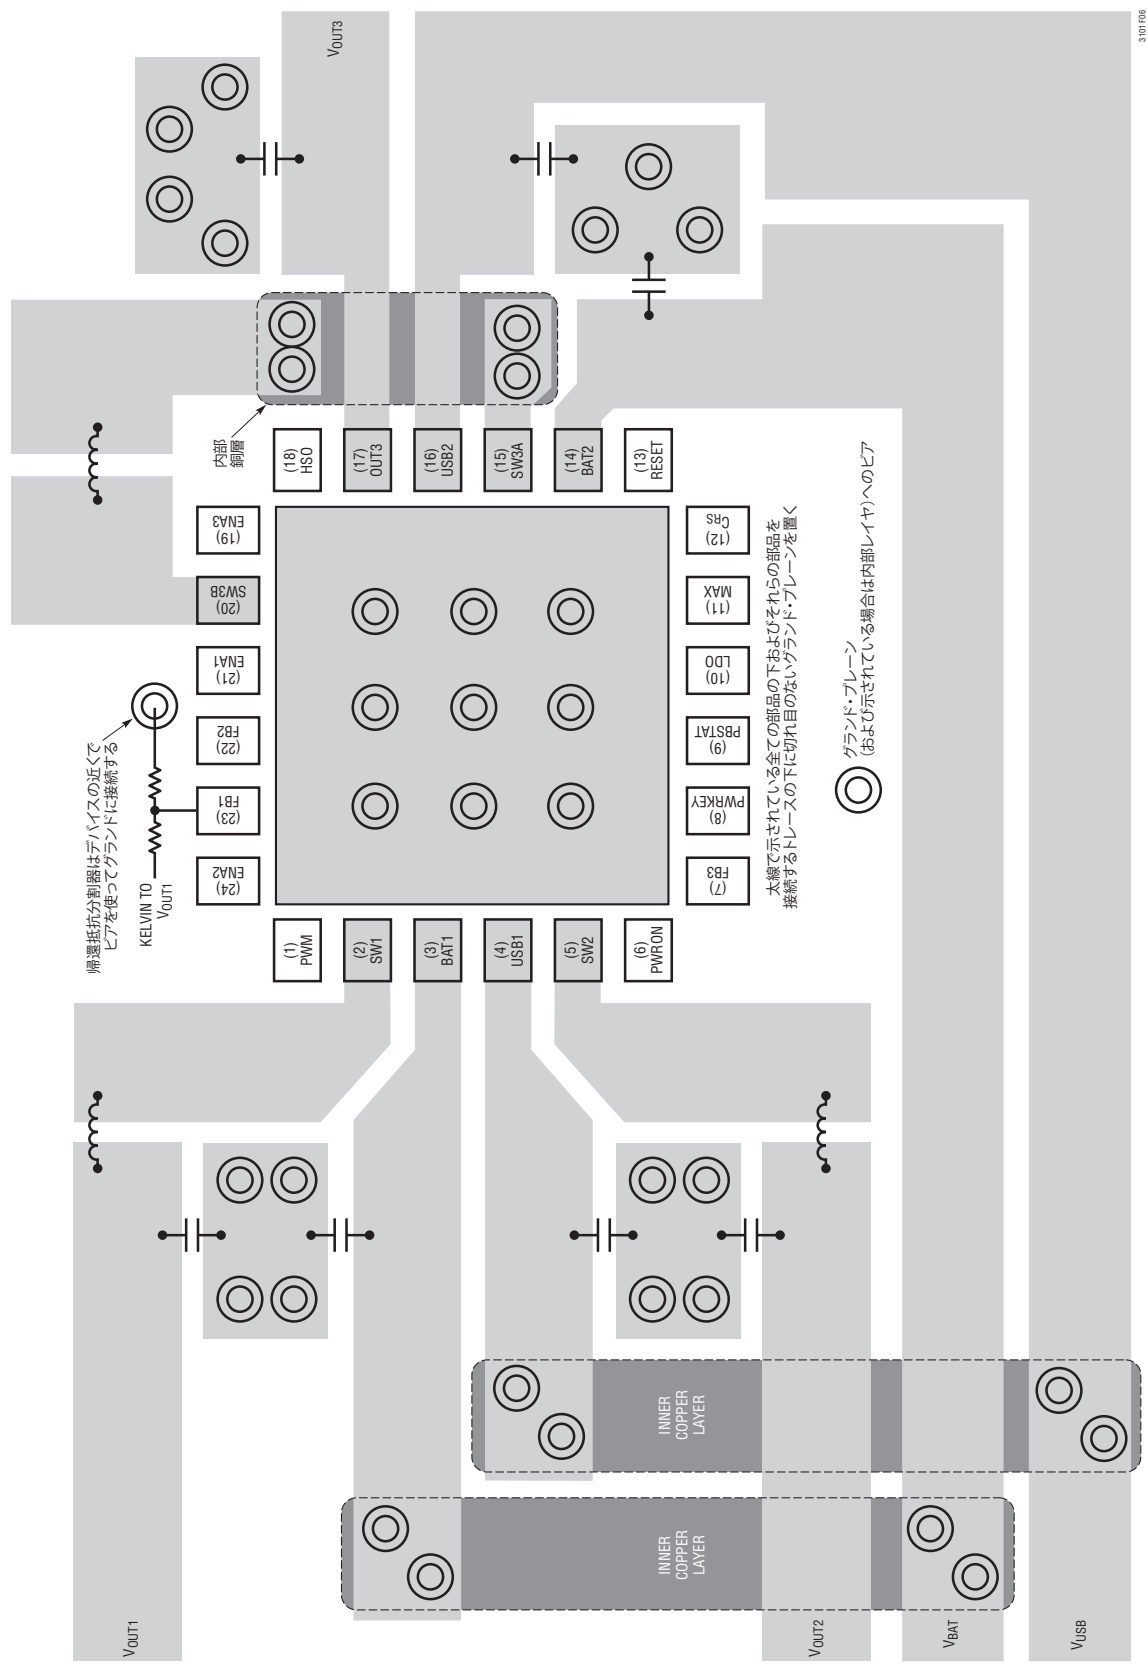 VOUT3
内部
銅層
(18)
HSO
(17)
OUT3
(16)
USB2
(15)
SW3A
(14)
BAT2
(13)
RESET
(19)
ENA3
(20)
SW3B
(21)
ENA1
(22)
FB2
(23)
FB1
(24)
ENA2
(12)
CRS
(11)
MAX
(10)
LDO
(9)
PBSTAT
(8)
PWRKEY
(7)
FB3
(1)
PWM
(2)
SW1
(3)
BAT1
(4)
USB1
(5)
SW2
(6)
PWRON
帰還抵抗分割器はデバイスの近くで
ビアを使ってグランドに接続する
KELVIN TO
VOUT1
太線で示されている全ての部品の下およびそれらの部品を
接続するトレースの下に切れ目のないグランド・プレーンを置く
グランド・プレーン
(および示されている場合は内部レイヤ)へのビア
INNER
COPPER
LAYER
INNER
COPPER
LAYER
VOUT1
VOUT2
VBAT
VUSB
3101 F06